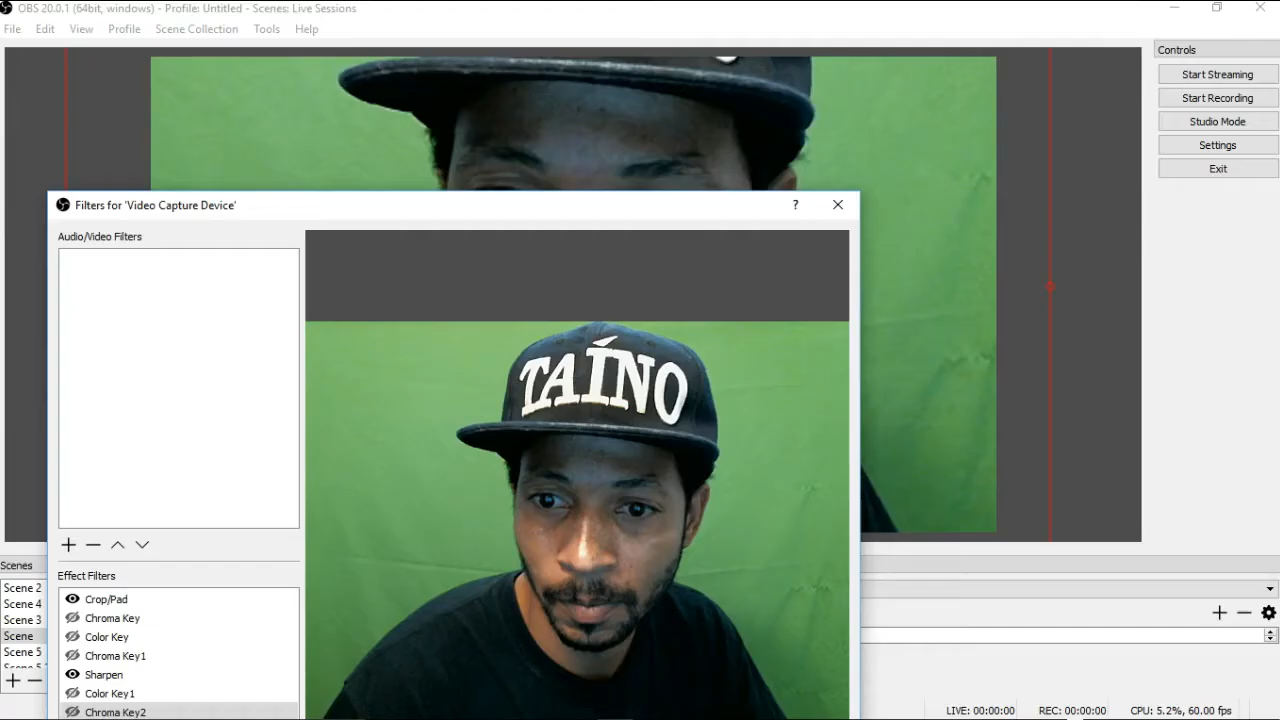 OBS 20.0.1 (64bit, windows) - Profile: Untitled - Scenes: Live Sessions
File Edit View Profile Scene Collection Tools Help
Controls
Start Streaming
Start Recording
Studio Mode
Settings
Exit
Filters for 'Video Capture Device'
?
Audio/Video Filters
TAÍNO
Effect Filters
Crop/Pad
Chroma Key
Color Key
Chroma Key1
Sharpen
Color Key1
Chroma Key2
Scenes
Scene 2
Scene 4
Scene 3
Scene
Scene 5
LIVE: 00:00:00 REC: 00:00:00 CPU: 5.2%, 60.00 fps